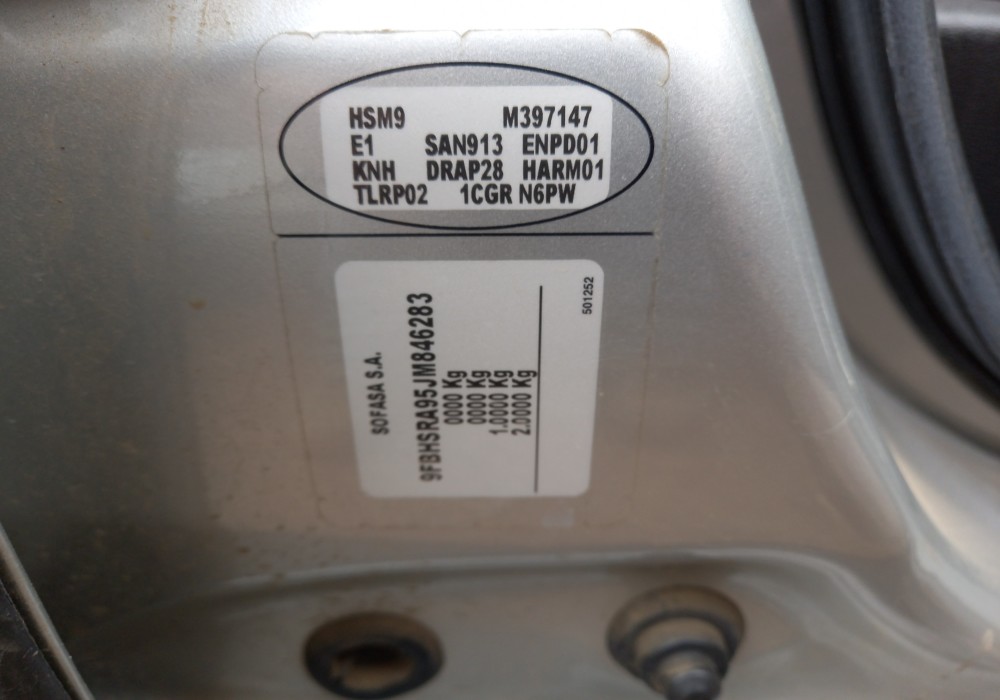 HSM9 M397147
E1 SAN913 ENPD01
KNH DRAP28 HARM01
TLRP02 1CGR N6PW
SOFASA S.A.
9FBHSRA95JM846283
0000 Kg
0000 Kg
1.0000 Kg
2.0000 Kg
501252